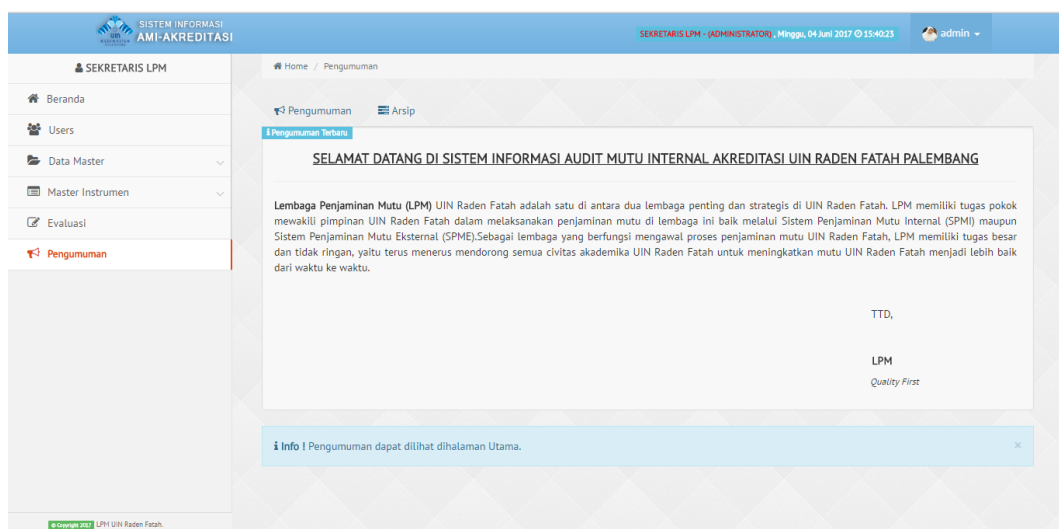 SISTEM INFORMASI
AMI-AKREDITASI
SEKRETARIS LPM - (ADMINISTRATOR) , Minggu, 04 Juni 2017 15:40:23
admin
SEKRETARIS LPM
Home / Pengumuman
Beranda
Users
Data Master
Master Instrumen
Evaluasi
Pengumuman
Pengumuman Arsip
Pengumuman Terbaru
SELAMAT DATANG DI SISTEM INFORMASI AUDIT MUTU INTERNAL AKREDITASI UIN RADEN FATAH PALEMBANG
Lembaga Penjaminan Mutu (LPM) UIN Raden Fatah adalah satu di antara dua lembaga penting dan strategis di UIN Raden Fatah. LPM memiliki tugas pokok
mewakili pimpinan UIN Raden Fatah dalam melaksanakan penjaminan mutu di lembaga ini baik melalui Sistem Penjaminan Mutu Internal (SPMI) maupun
Sistem Penjaminan Mutu Eksternal (SPME).Sebagai lembaga yang berfungsi mengawal proses penjaminan mutu UIN Raden Fatah, LPM memiliki tugas besar
dan tidak ringan, yaitu terus menerus mendorong semua civitas akademika UIN Raden Fatah untuk meningkatkan mutu UIN Raden Fatah menjadi lebih baik
dari waktu ke waktu.
TTD,
LPM
Quality First
Info ! Pengumuman dapat dilihat dihalaman Utama.
© Copyright 2017 LPM UIN Raden Fatah.